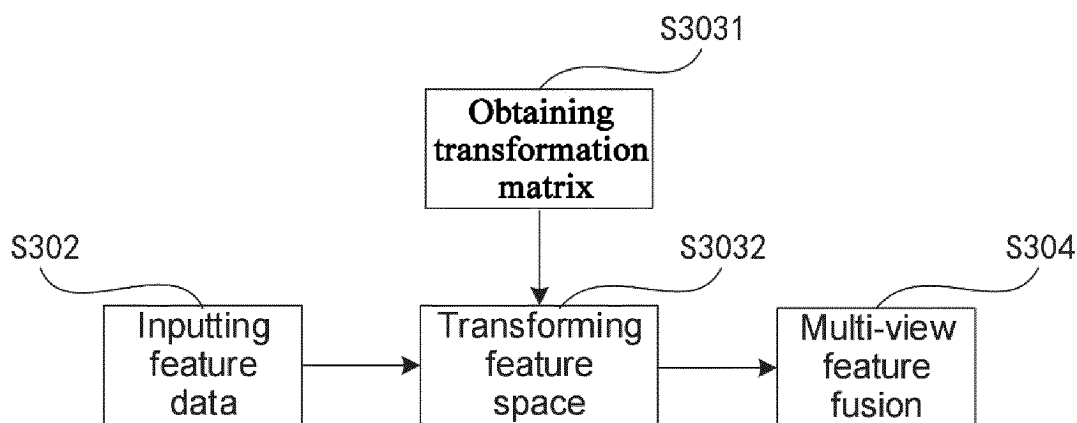 S3031
Obtaining
transformation
matrix
S302
S3032
S304
Inputting
feature
data
Transforming
feature
space
Multi-view
feature
fusion